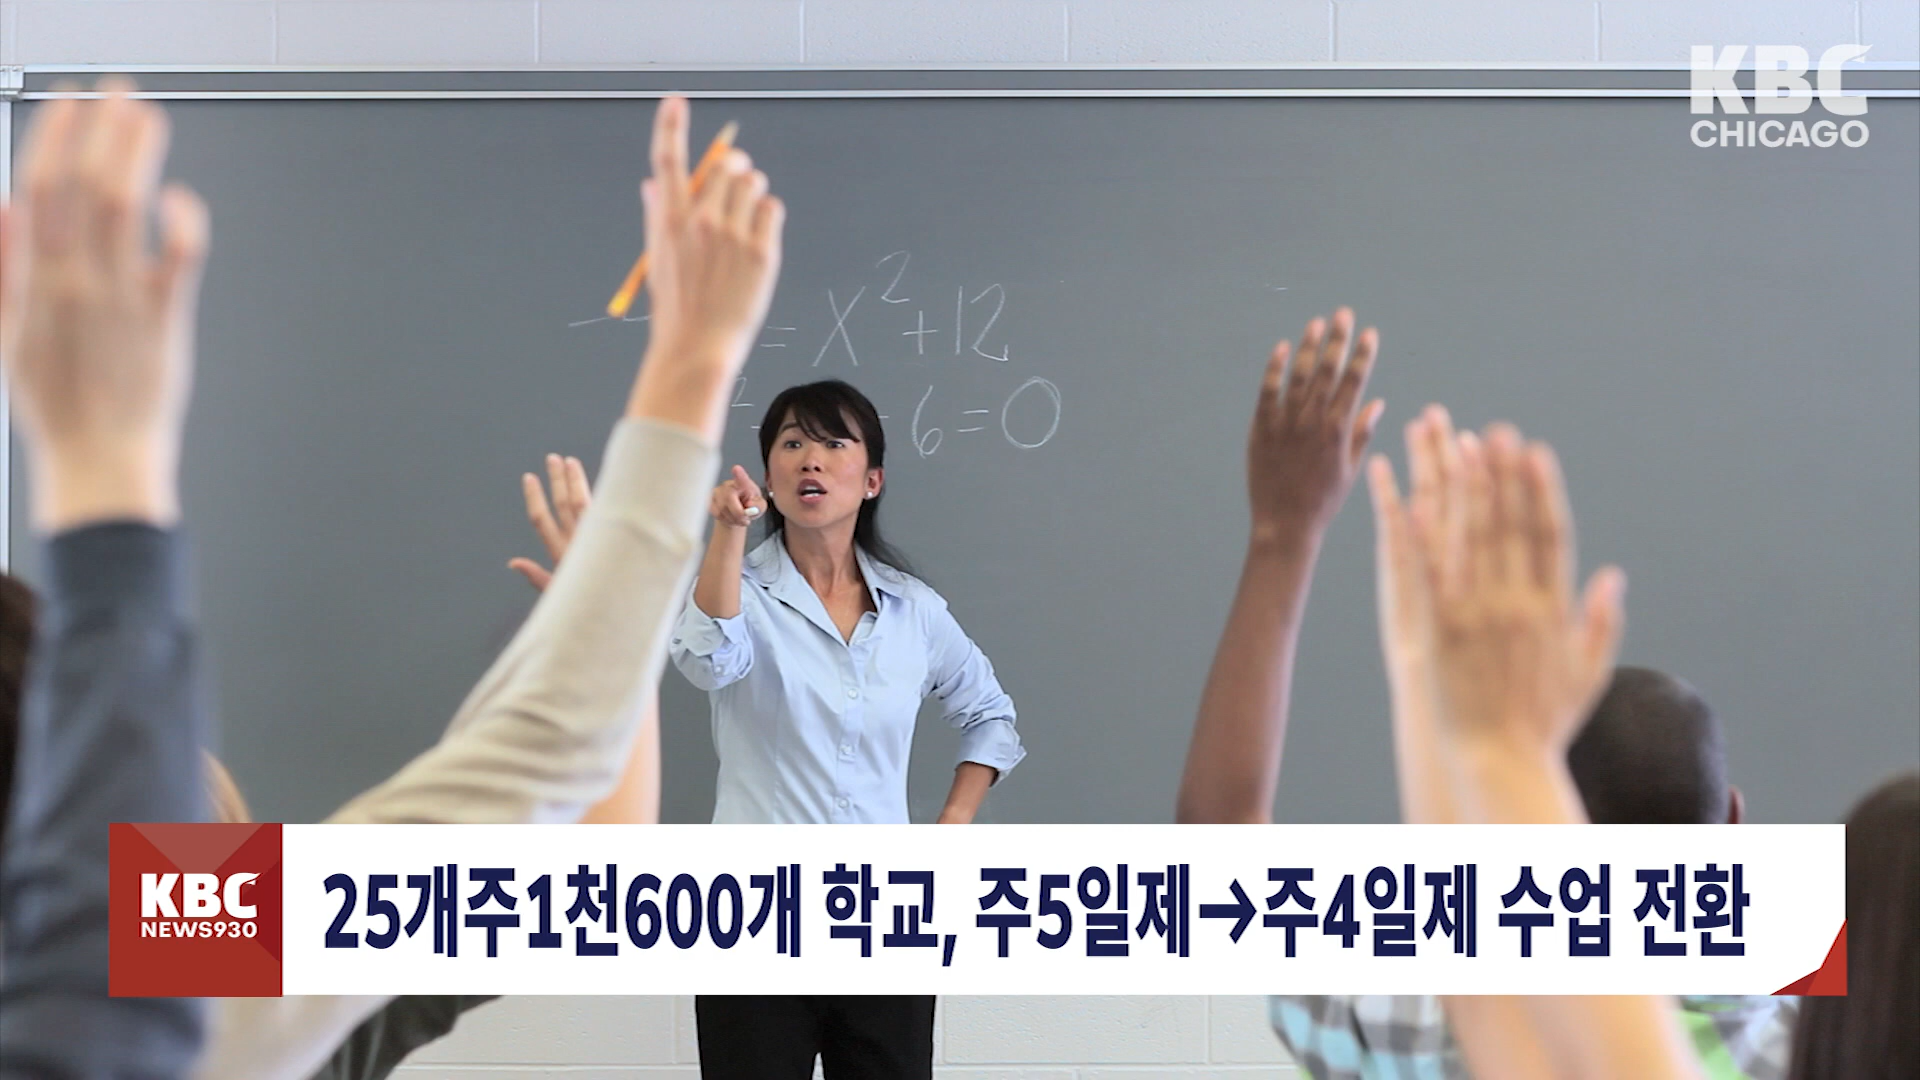 KBC
CHICAGO
= X²+12
6=0
KBC
NEWS930
25개주1천600개 학교, 주5일제→주4일제 수업 전환